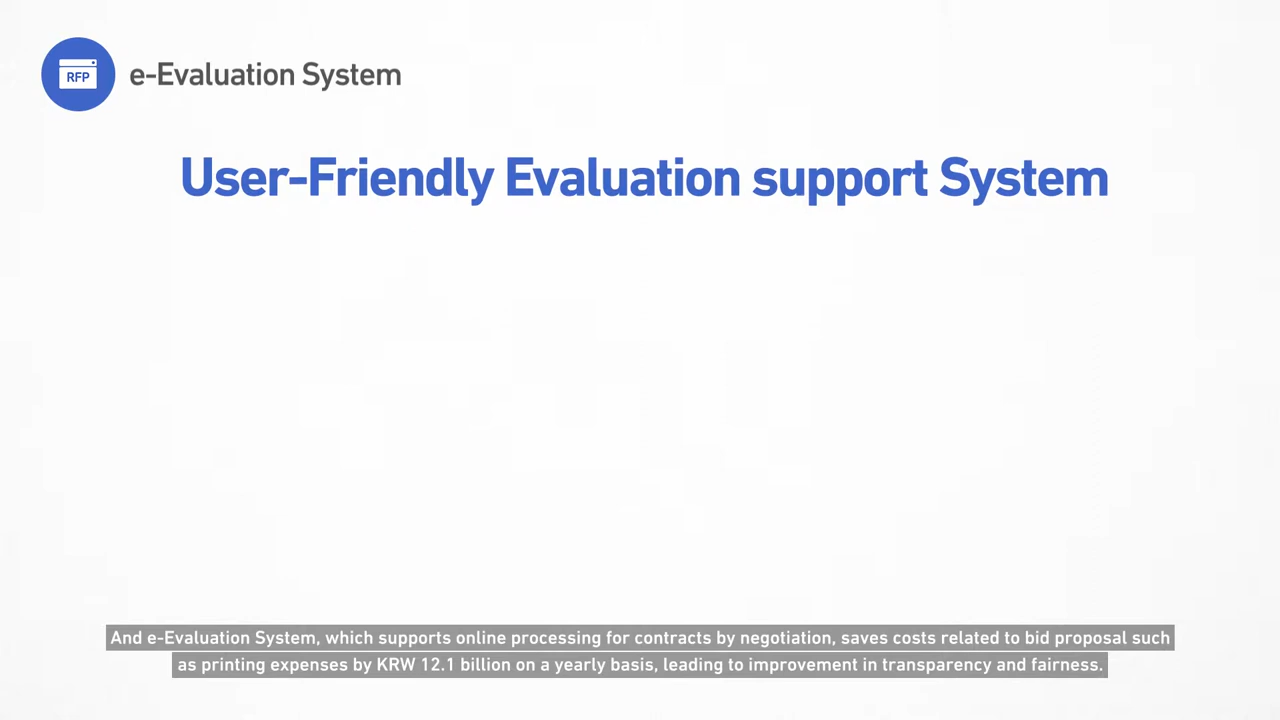 RFP
e-Evaluation System
User-Friendly Evaluation support System
And e-Evaluation System, which supports online processing for contracts by negotiation, saves costs related to bid proposal such
as printing expenses by KRW 12.1 billion on a yearly basis, leading to improvement in transparency and fairness.